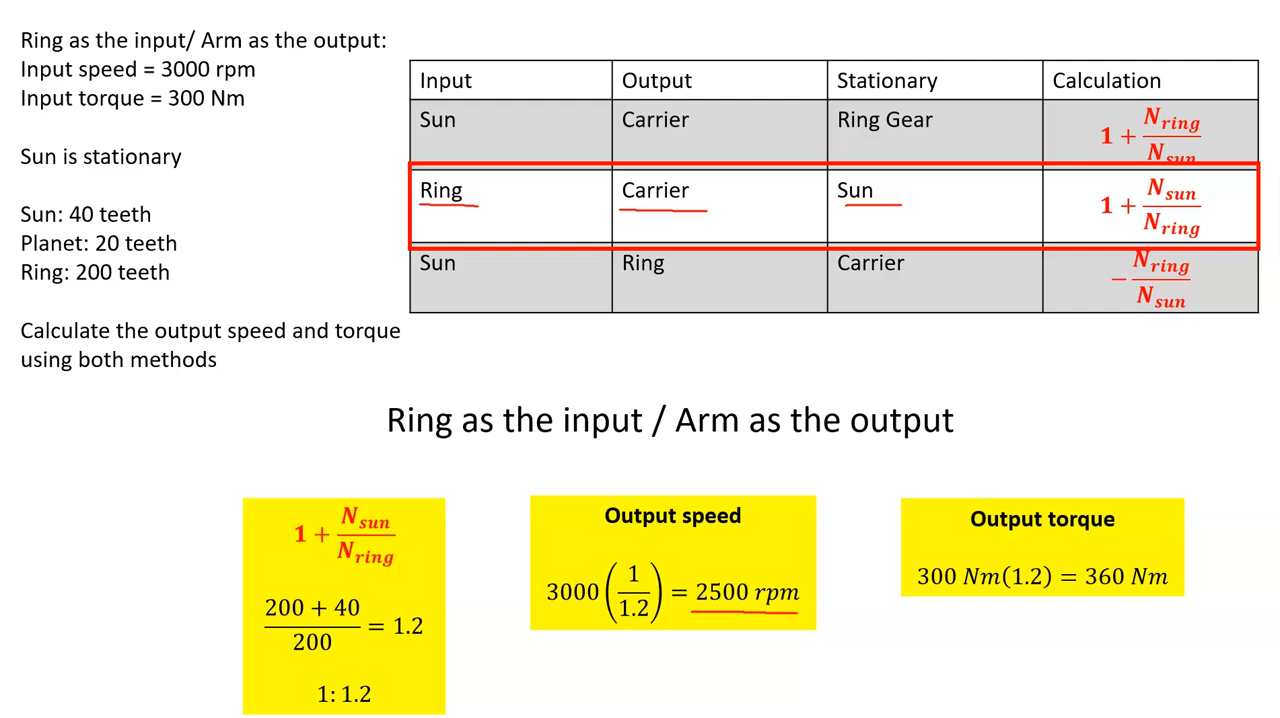 Ring as the input/ Arm as the output:
Input speed = 3000 rpm
Input torque = 300 Nm
Sun is stationary
Sun: 40 teeth
Planet: 20 teeth
Ring: 200 teeth
Calculate the output speed and torque
using both methods
Input Output Stationary Calculation
Sun Carrier Ring Gear 1 + N_ring / N_sun
Ring Carrier Sun 1 + N_sun / N_ring
Sun Ring Carrier − N_ring / N_sun
Ring as the input / Arm as the output
1 + N_sun / N_ring
(200 + 40) / 200 = 1.2
1: 1.2
Output speed
3000 (1 / 1.2) = 2500 rpm
Output torque
300 Nm(1.2) = 360 Nm